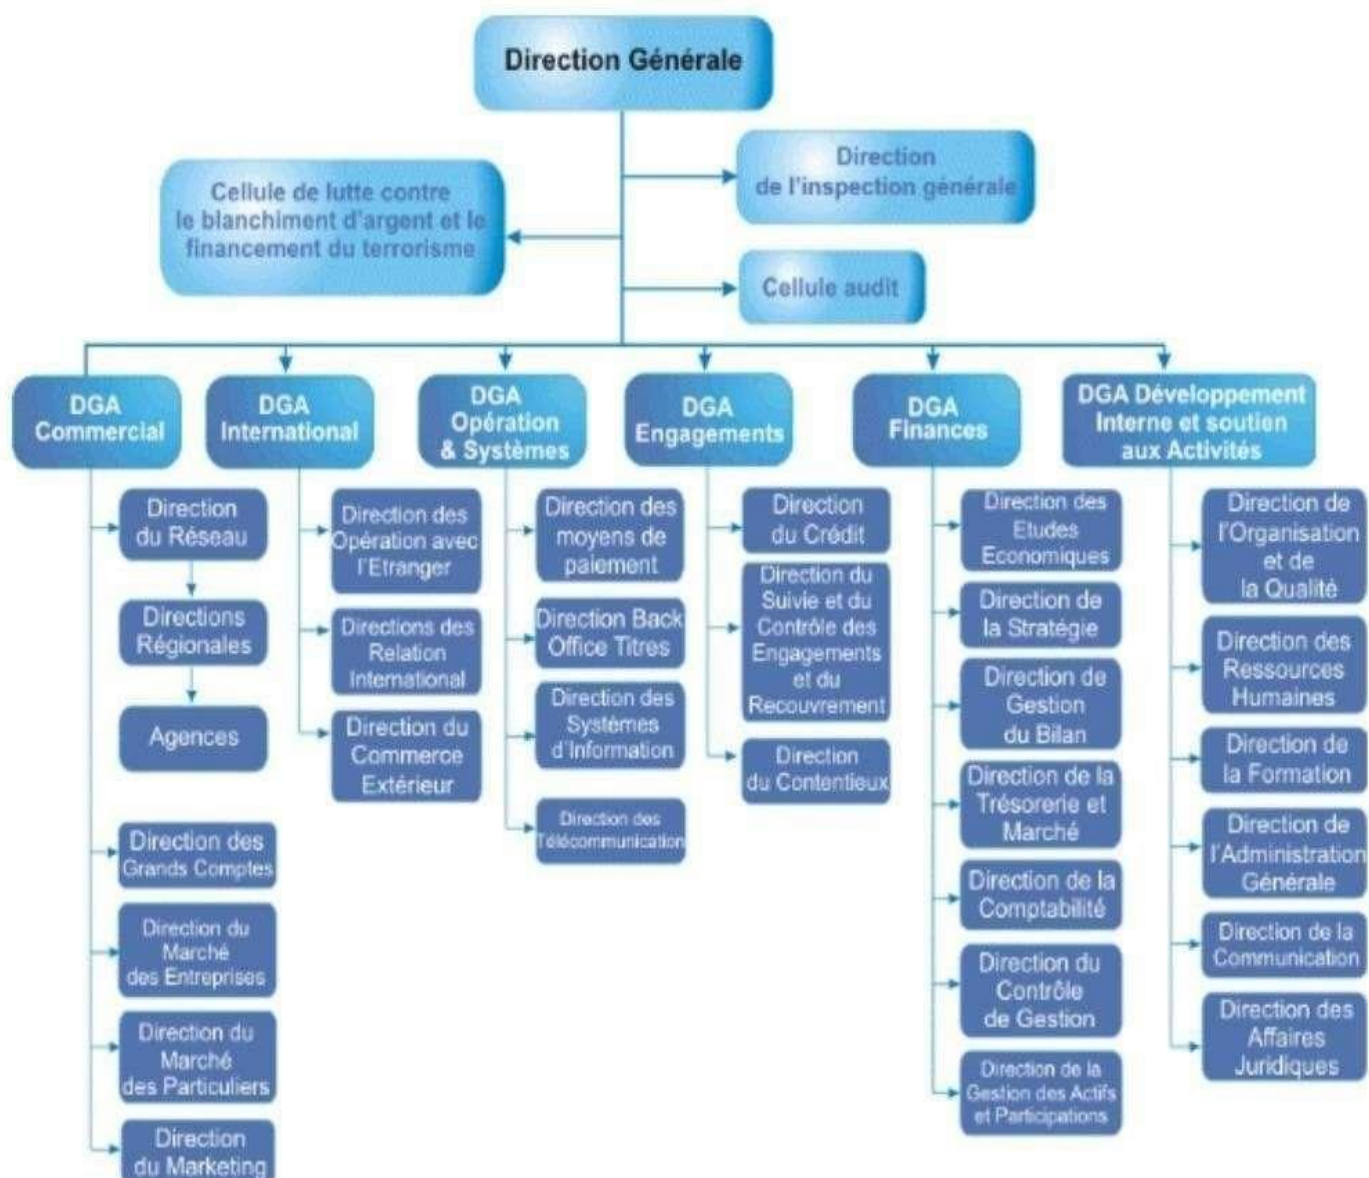 Direction Générale
Direction
de l'inspection générale
Cellule de lutte contre
le blanchiment d'argent et le
financement du terrorisme
Cellule audit
DGA
Commercial
DGA
International
DGA
Opération
& Systèmes
DGA
Engagements
DGA
Finances
DGA Développement
Interne et soutien
aux Activités
Direction
du Réseau
Directions
Régionales
Agences
Direction des
Grands Comptes
Direction du
Marché
des Entreprises
Direction du
Marché
des Particuliers
Direction
du Marketing
Direction des
Opération avec
l'Etranger
Directions des
Relation
International
Direction du
Commerce
Extérieur
Direction des
moyens de
paiement
Direction Back
Office Titres
Direction des
Systèmes
d'Information
Direction des
Télécommunication
Direction
du Crédit
Direction du
Suivie et du
Contrôle des
Engagements
et du
Recouvrement
Direction
du Contentieux
Direction des
Etudes
Economiques
Direction de
la Stratégie
Direction de
Gestion
du Bilan
Direction de la
Trésorerie et
Marché
Direction de la
Comptabilité
Direction du
Contrôle
de Gestion
Direction de la
Gestion des Actifs
et Participations
Direction de
l'Organisation
et de
la Qualité
Direction des
Ressources
Humaines
Direction de
la Formation
Direction de
l'Administration
Générale
Direction de la
Communication
Direction des
Affaires
Juridiques